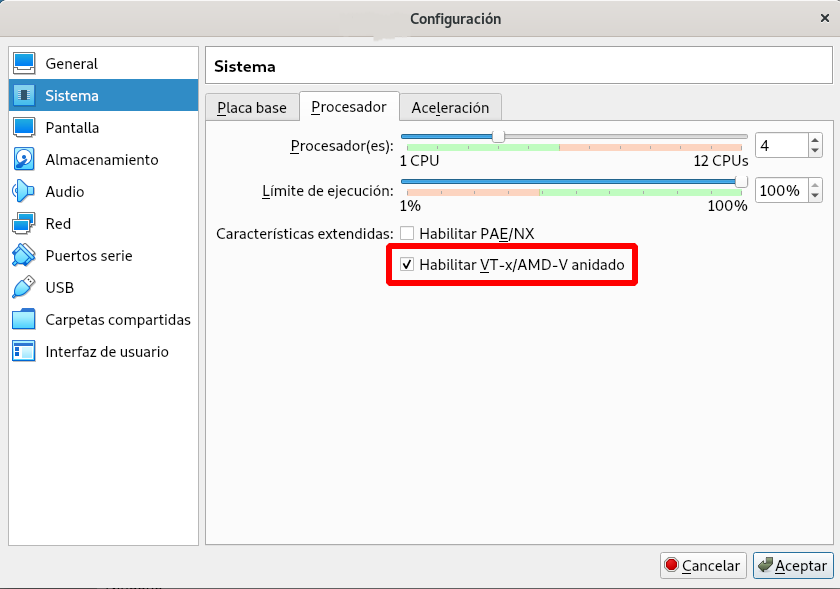 Configuración
General
Sistema
Pantalla
Almacenamiento
Audio
Red
Puertos serie
USB
Carpetas compartidas
Interfaz de usuario
Sistema
Placa base Procesador Aceleración
Procesador(es): 4
1 CPU 12 CPUs
Límite de ejecución: 100%
1% 100%
Características extendidas: Habilitar PAE/NX
Habilitar VT-x/AMD-V anidado
Cancelar Aceptar